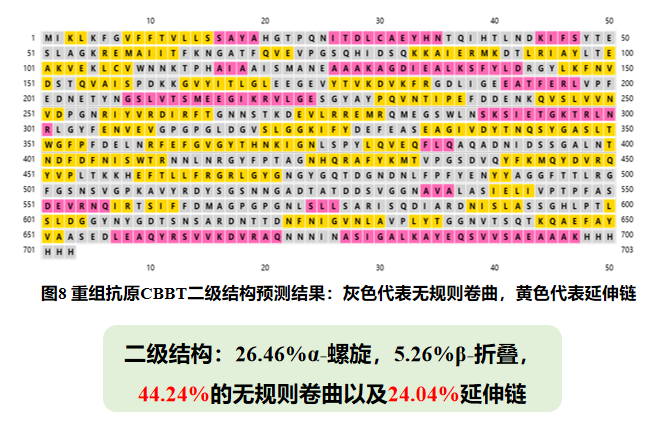 10 20 30 40 50
1 M I K L K F G V F F T V L L S S A Y A H G T P Q N I T D L C A E Y H N T Q I H T L N D K I F S Y T E 50
51 S L A G K R E M A I I T F K N G A T F Q V E V P G S Q H I D S Q K K A I E R M K D T L R I A Y L T E 100
101 A K V E K L C V W N N K T P H A I A A I S M A N E A A A K A G D I E A L K S F Y L D R G Y L K F N V 150
151 D S T Q V A I S P D K K G V Y I T L G L E E G E V Y T V K D V K F R G D L I G E E A T F E R L V P F 200
201 E D N E T Y N G S L V T S M E E G I K R V L G E S G Y A Y P Q V N T I P E F D D E N K Q V S L V V N 250
251 V D P G N R I Y V R D I R F T G N N S T K D E V L R R E M R Q M E G S W L N S K S I E T G K T R L N 300
301 R L G Y F E N V E V G P G P G L D G V S L G G K I F Y D E F E A S E A G I V D Y T N Q S Y G A S L T 350
351 W G F P F D E L N R F E F G V G Y T H N K I G N L S P Y L Q V E Q F L Q A Q A D N I D S S G A L N T 400
401 N D F D F N I S W T R N N L N R G Y F P T A G N H Q R A F Y K M T V P G S D V Q Y F K M Q Y D V R Q 450
451 Y V P L T K K H E F T L L F R G R L G Y G N G Y G Q T D G N D N L P F F Y E N Y Y A G G F T T L R G 500
501 F G S N S V G P K A V Y R D Y S G S N N G A D T A T D D S V G G N A V A L A S I E L I V P T P F A S 550
551 D E V R N Q I R T S I F F D M A G P G P G N L S L L S A R I S Q D I A R D N I S L A S S G H L P T L 600
601 S L D G G Y N Y G D T S N S A R D N T T D N F N I G V N L A V P L Y T G G N V T S Q T K Q A E F A Y 650
651 V A A S E D L E A Q Y R S V V K D V R A Q N N N I N A S I G A L K A Y E Q S V V S A E A A A K H H H 700
701 H H H 703
10 20 30 40 50
图8 重组抗原CBBT二级结构预测结果：灰色代表无规则卷曲，黄色代表延伸链
二级结构：26.46%α-螺旋，5.26%β-折叠，
44.24%的无规则卷曲以及24.04%延伸链